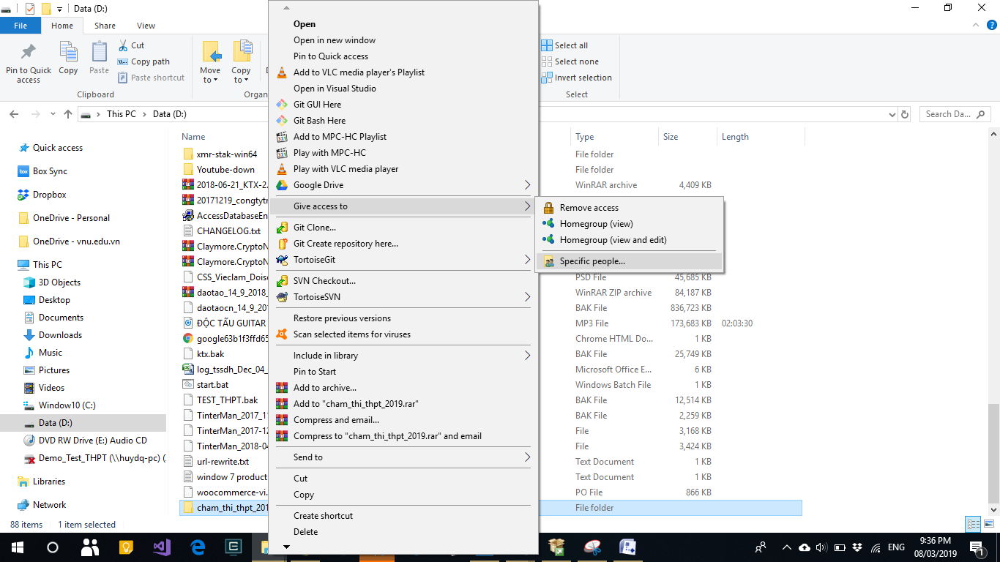 Data (D:)
File Home Share View
Pin to Quick access
Copy
Paste
Cut
Copy path
Paste shortcut
Clipboard
Move to
Copy to
Organ
Select all
Select none
Invert selection
Select
This PC Data (D:)
Search Da...
Quick access
Box Sync
Dropbox
OneDrive - Personal
OneDrive - vnu.edu.vn
This PC
3D Objects
Desktop
Documents
Downloads
Music
Pictures
Videos
Window10 (C:)
Data (D:)
DVD RW Drive (E:) Audio CD
Demo_Test_THPT (\\huydq-pc) (
Libraries
Network
Name
xmr-stak-win64
Youtube-down
2018-06-21_KTX-2.
20171219_congtytr
AccessDatabaseEn
CHANGELOG.txt
Claymore.CryptoN
Claymore.CryptoN
CSS_Vieclam_Dois
daotao_14_9_2018_
daotaocn_14_9_201
ĐỘC TẤU GUITAR
google63b1f3ffd65
ktx.bak
log_tssdh_Dec_04_
start.bat
TEST_THPT.bak
TinterMan_2017_11
TinterMan_2017-12
TinterMan_2018-04
url-rewrite.txt
window 7 product
woocommerce-vi.
cham_thi_thpt_201
Open
Open in new window
Pin to Quick access
Add to VLC media player's Playlist
Open in Visual Studio
Git GUI Here
Git Bash Here
Add to MPC-HC Playlist
Play with MPC-HC
Play with VLC media player
Google Drive
Give access to
Git Clone...
Git Create repository here...
TortoiseGit
SVN Checkout...
TortoiseSVN
Restore previous versions
Scan selected items for viruses
Include in library
Pin to Start
Add to archive...
Add to "cham_thi_thpt_2019.rar"
Compress and email...
Compress to "cham_thi_thpt_2019.rar" and email
Send to
Cut
Copy
Create shortcut
Delete
Remove access
Homegroup (view)
Homegroup (view and edit)
Specific people...
Type Size Length
File folder
File folder
WinRAR archive 4,409 KB
PSD File 45,685 KB
WinRAR ZIP archive 84,187 KB
BAK File 836,723 KB
MP3 File 173,683 KB 02:03:30
Chrome HTML Do... 1 KB
BAK File 25,749 KB
Microsoft Office E... 6 KB
Windows Batch File 1 KB
BAK File 12,514 KB
BAK File 2,259 KB
File 3,168 KB
File 3,424 KB
Text Document 1 KB
Text Document 1 KB
PO File 866 KB
File folder
88 items 1 item selected
ENG
9:36 PM
08/03/2019
1